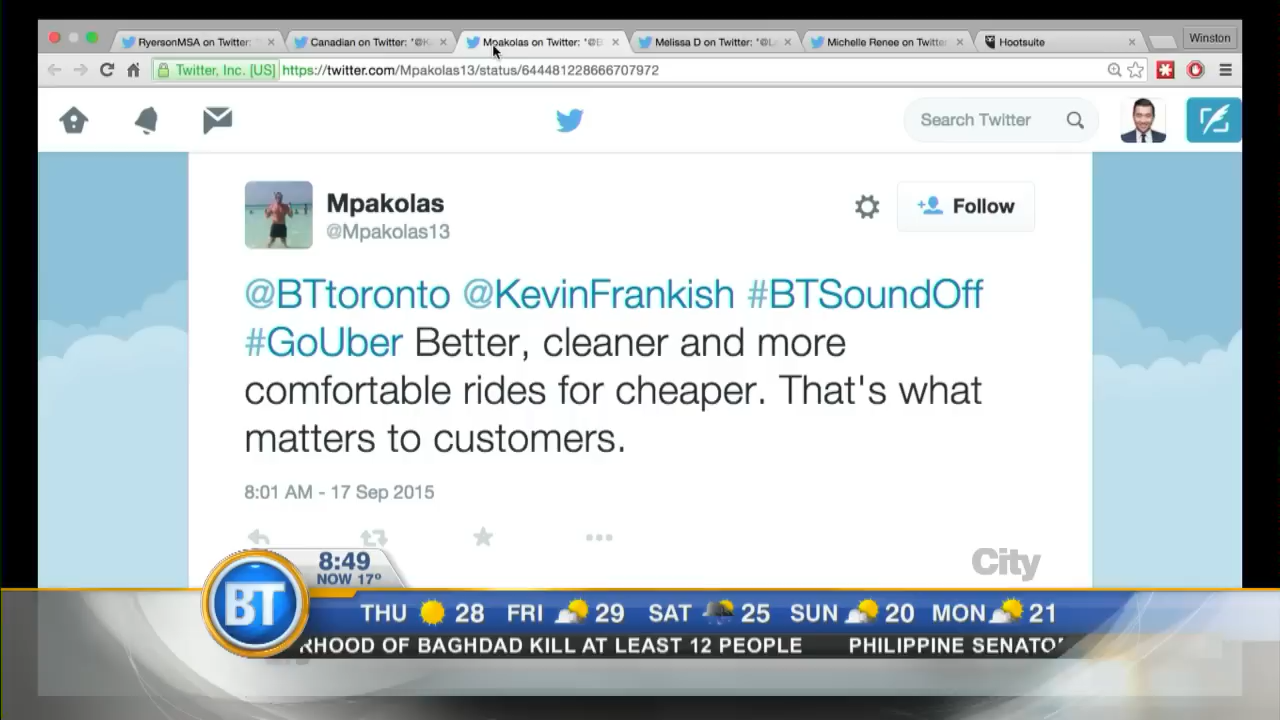 RyersonMSA on Twitter:
Canadian on Twitter: "@K
Mpakolas on Twitter: "@B
Melissa D on Twitter: "@L
Michelle Renee on Twitter
Hootsuite
Winston
Twitter, Inc. [US]
https://twitter.com/Mpakolas13/status/644481228666707972
Search Twitter
Mpakolas
@Mpakolas13
Follow
@BTtoronto @KevinFrankish #BTSoundOff
#GoUber Better, cleaner and more
comfortable rides for cheaper. That's what
matters to customers.
8:01 AM - 17 Sep 2015
City
8:49
NOW 17º
BT
THU 28 FRI 29 SAT 25 SUN 20 MON 21
RHOOD OF BAGHDAD KILL AT LEAST 12 PEOPLE PHILIPPINE SENATO